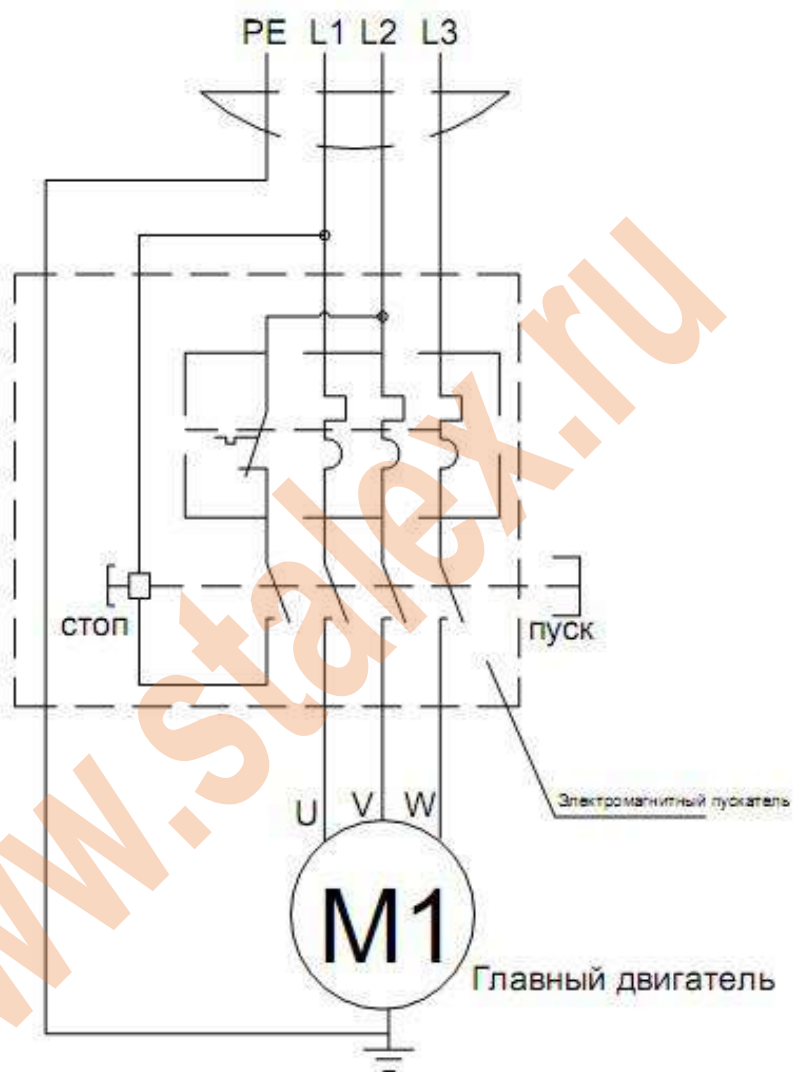 PE L1 L2 L3
стоп
пуск
Электромагнитный пускатель
U V W
M1
Главный двигатель
www.stalex.ru